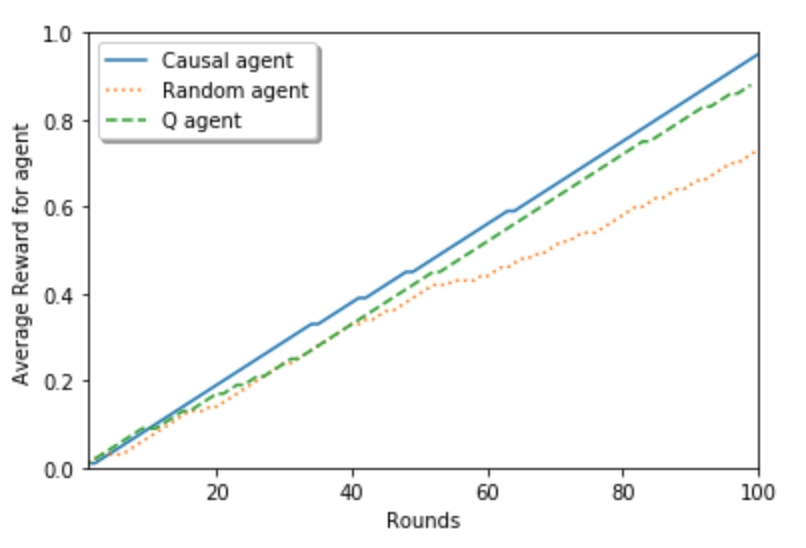 1.0
0.8
0.6
0.4
0.2
0.0
Average Reward for agent
Causal agent
Random agent
Q agent
20 40 60 80 100
Rounds